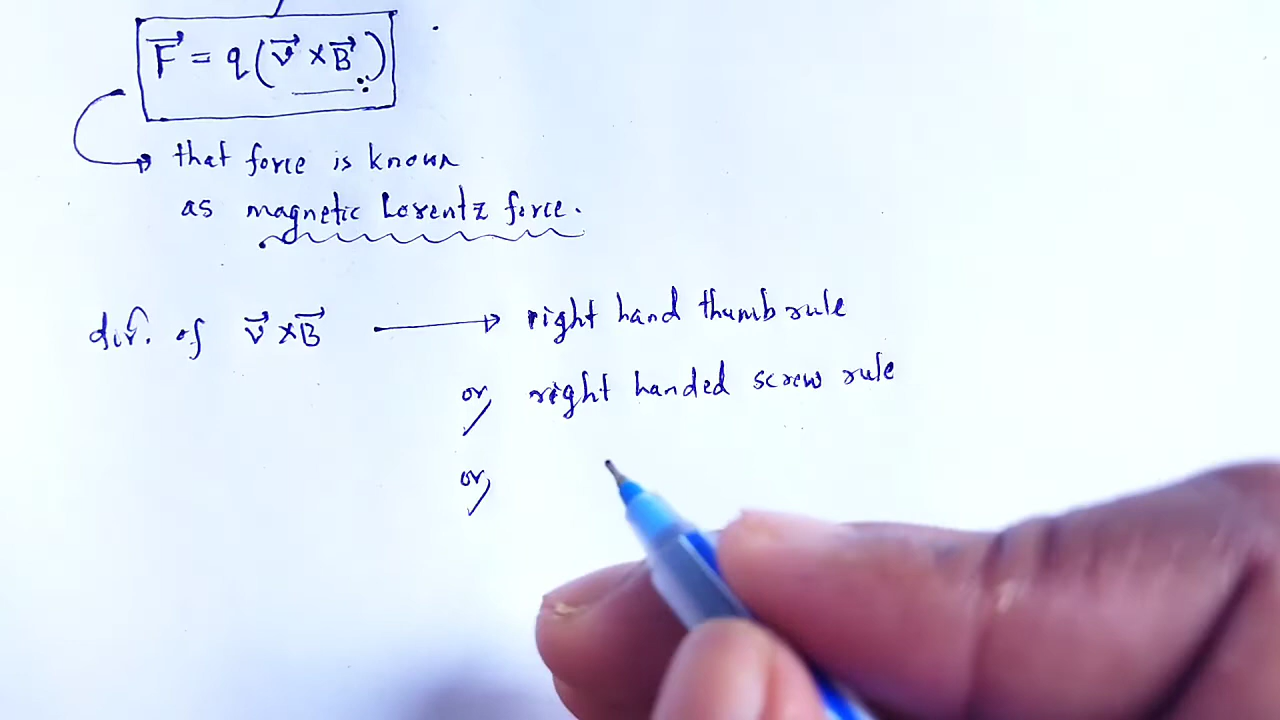 F⃗ = q(v⃗ × B⃗)
that force is known
as magnetic Lorentz force.
dir. of v⃗ × B⃗ → right hand thumb rule
or, right handed screw rule
or,